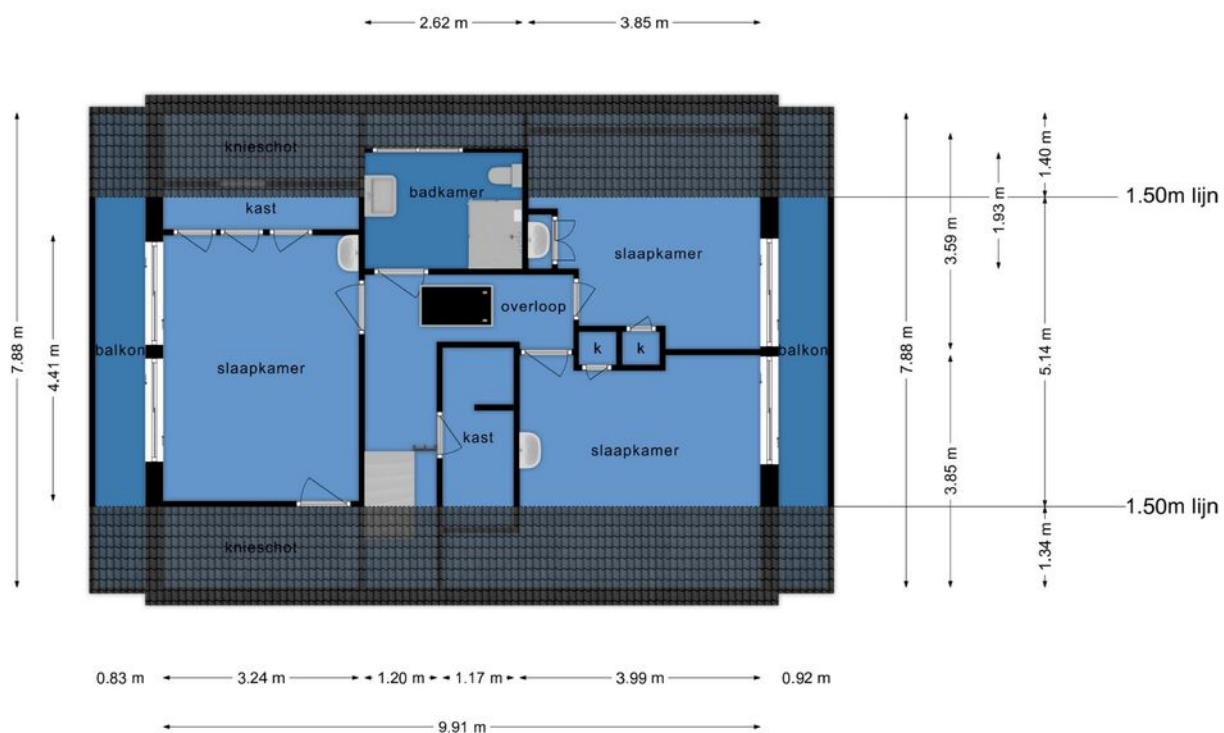 2.62 m
3.85 m
knieschot
kast
badkamer
slaapkamer
overloop
balkon
slaapkamer
k
k
balkon
kast
slaapkamer
knieschot
7.88 m
4.41 m
7.88 m
3.59 m
3.85 m
1.93 m
1.40 m
5.14 m
1.34 m
1.50m lijn
1.50m lijn
0.83 m
3.24 m
1.20 m
1.17 m
3.99 m
0.92 m
9.91 m